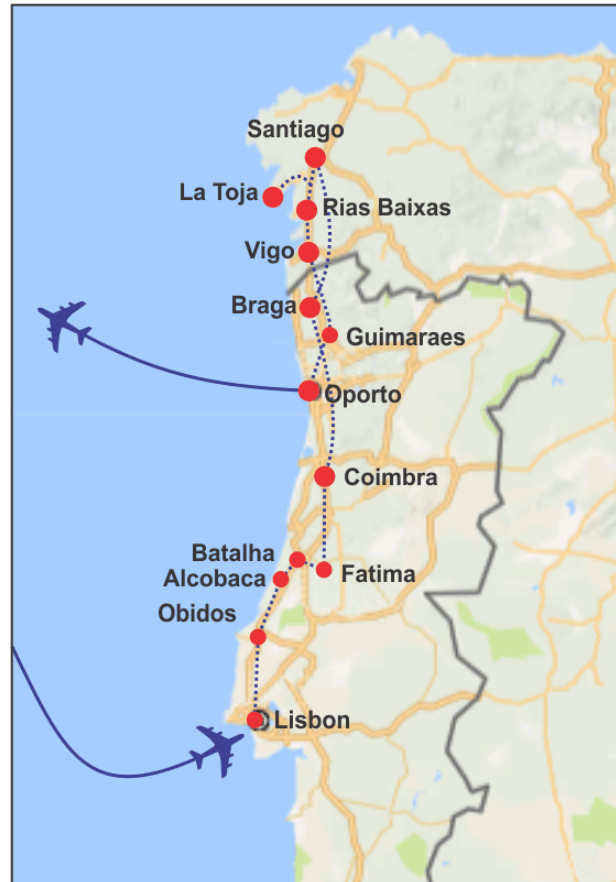 Santiago
La Toja
Rias Baixas
Vigo
Braga
Guimaraes
Oporto
Coimbra
Batalha
Alcobaca
Fatima
Obidos
Lisbon